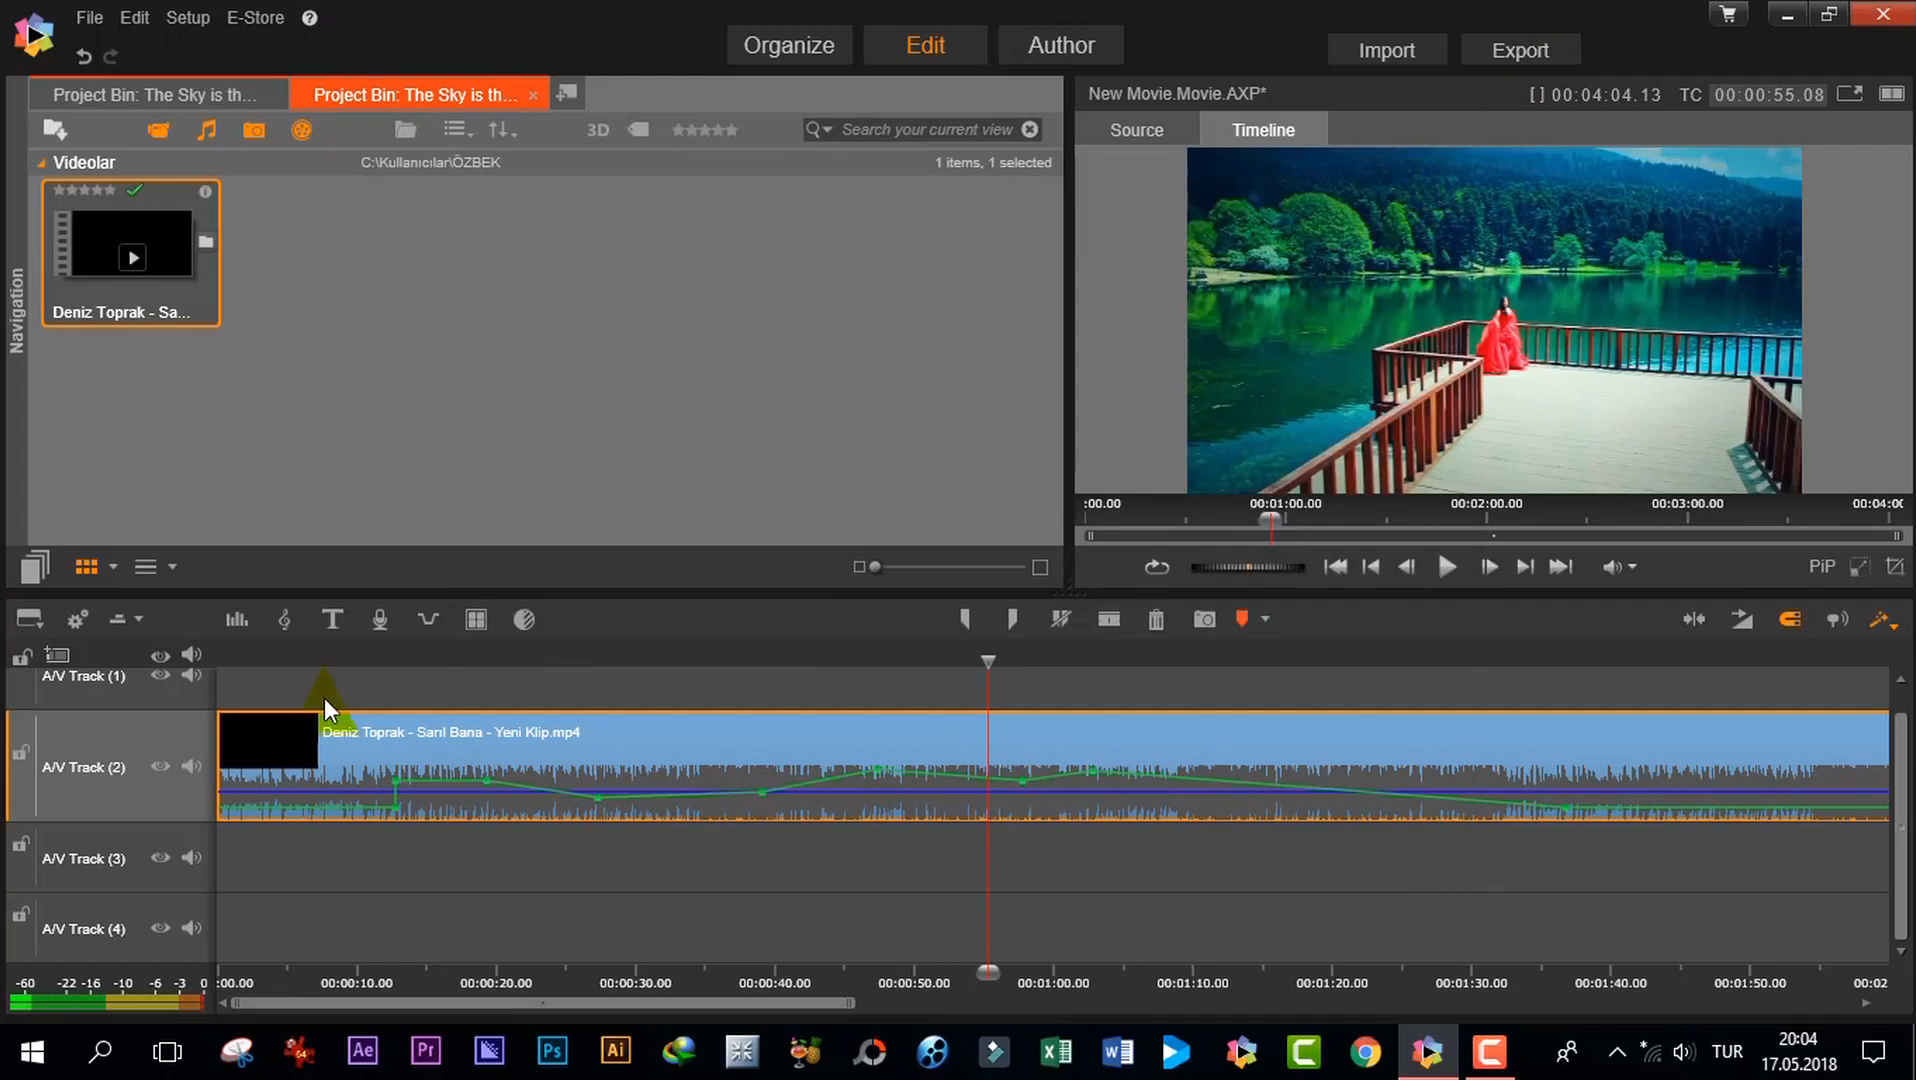 File Edit Setup E-Store
Organize Edit Author Import Export
Project Bin: The Sky is th... Project Bin: The Sky is th...
New Movie.Movie.AXP* [ ] 00:04:04.13 TC 00:00:55.08
3D Search your current view
Source Timeline
Videolar C:\Kullanıcılar\ÖZBEK 1 items, 1 selected
Deniz Toprak - Sa...
Navigation
:00.00 00:01:00.00 00:02:00.00 00:03:00.00 00:04:0
PiP
A/V Track (1)
Deniz Toprak - Sarıl Bana - Yeni Klip.mp4
A/V Track (2)
A/V Track (3)
A/V Track (4)
-60 -22 -16 -10 -6 -3 0
:00.00 00:00:10.00 00:00:20.00 00:00:30.00 00:00:40.00 00:00:50.00 00:01:00.00 00:01:10.00 00:01:20.00 00:01:30.00 00:01:40.00 00:01:50.00 00:02
Ae Pr Ps Ai
TUR
20:04
17.05.2018